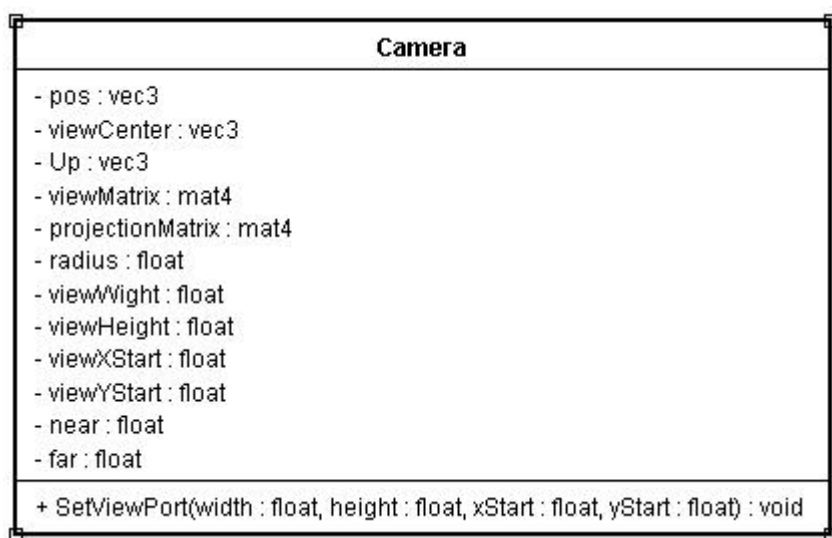 Camera
- pos : vec3
- viewCenter : vec3
- Up : vec3
- viewMatrix : mat4
- projectionMatrix : mat4
- radius : float
- viewWight : float
- viewHeight : float
- viewXStart : float
- viewYStart : float
- near : float
- far : float
+ SetViewPort(width : float, height : float, xStart : float, yStart : float) : void